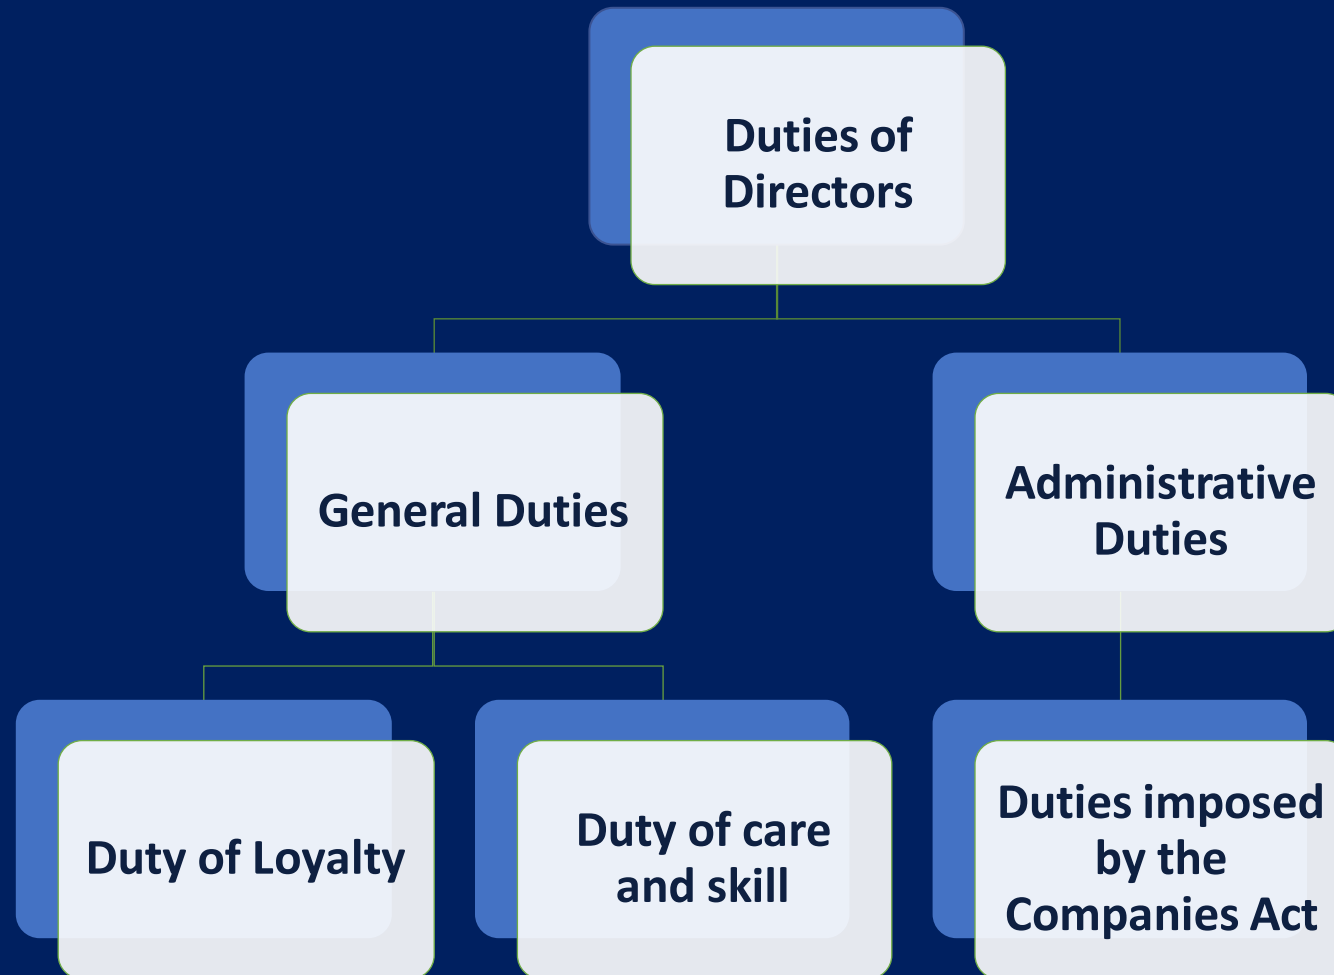 Duties of
Directors
General Duties
Administrative
Duties
Duty of Loyalty
Duty of care
and skill
Duties imposed
by the
Companies Act